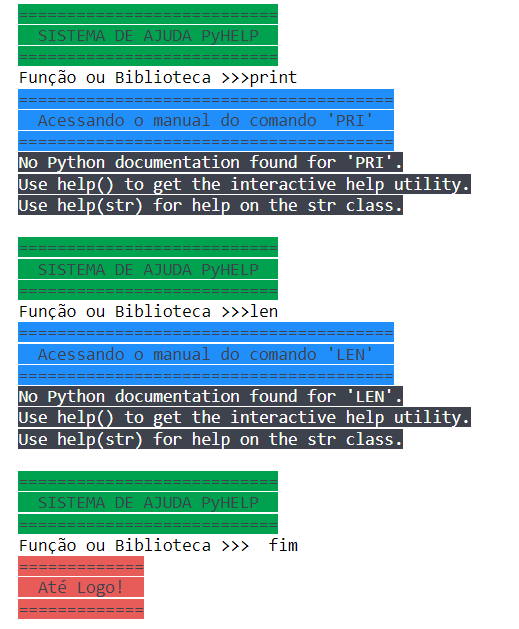 ===========================
  SISTEMA DE AJUDA PyHELP
===========================
Função ou Biblioteca >>>print
=======================================
  Acessando o manual do comando 'PRI'
=======================================
No Python documentation found for 'PRI'.
Use help() to get the interactive help utility.
Use help(str) for help on the str class.

===========================
  SISTEMA DE AJUDA PyHELP
===========================
Função ou Biblioteca >>>len
=======================================
  Acessando o manual do comando 'LEN'
=======================================
No Python documentation found for 'LEN'.
Use help() to get the interactive help utility.
Use help(str) for help on the str class.

===========================
  SISTEMA DE AJUDA PyHELP
===========================
Função ou Biblioteca >>>  fim
=============
  Até Logo!
=============